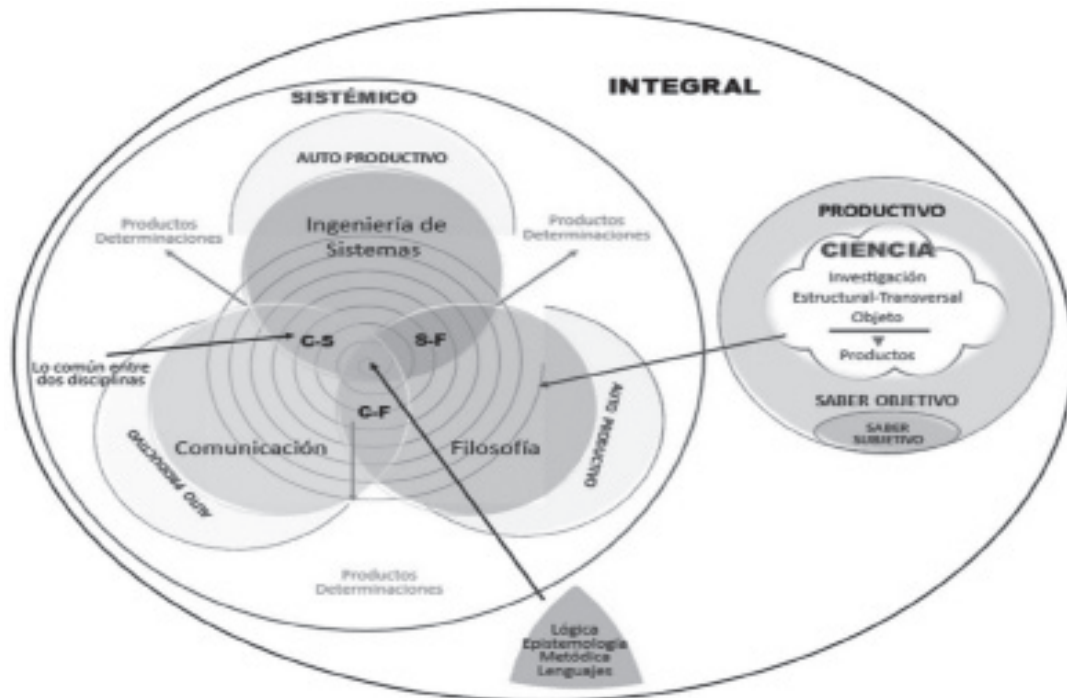 INTEGRAL
SISTÉMICO
AUTO PRODUCTIVO
Ingeniería de
Sistemas
Productos
Determinaciones
Productos
Determinaciones
C-S
S-F
C-F
Lo común entre
dos disciplinas
Comunicación
Filosofía
AUTO PRODUCTIVO
AUTO PRODUCTIVO
Productos
Determinaciones
PRODUCTIVO
CIENCIA
Investigación
Estructural-Transversal
Objeto
Productos
SABER OBJETIVO
SABER
SUBJETIVO
Lógica
Epistemología
Metódica
Lenguajes